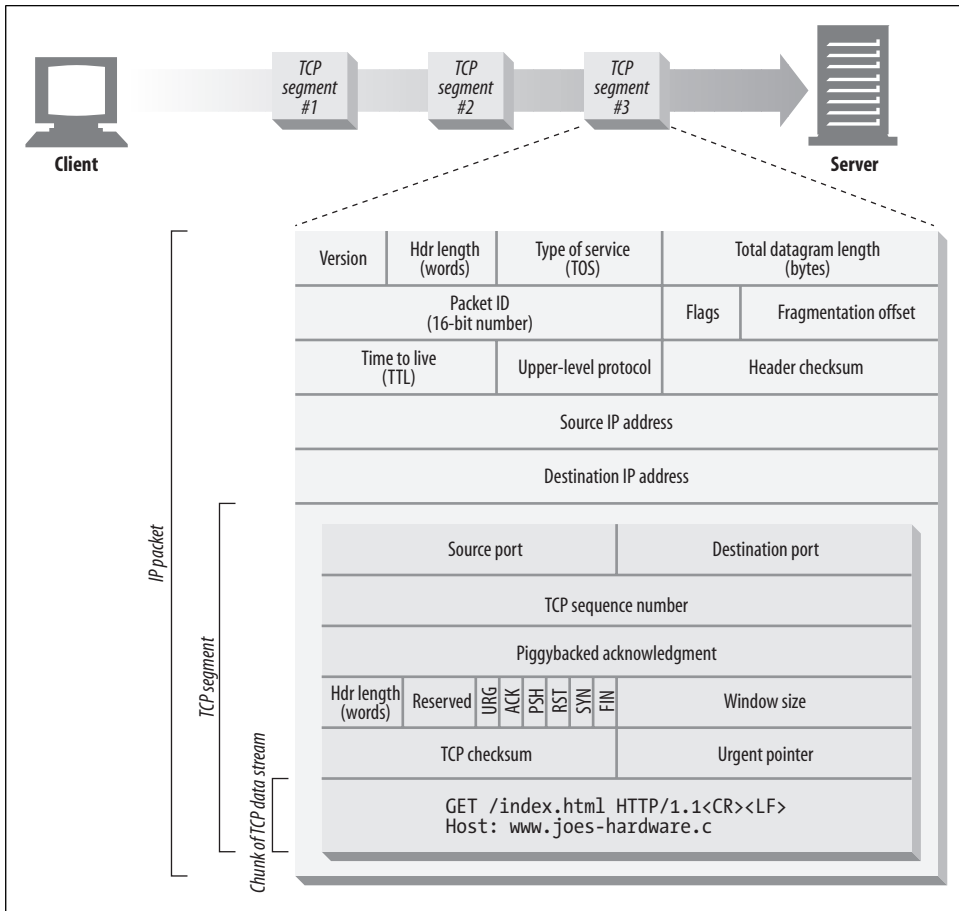 TCP
segment
#1
TCP
segment
#2
TCP
segment
#3
Client
Server
Version
Hdr length
(words)
Type of service
(TOS)
Total datagram length
(bytes)
Packet ID
(16-bit number)
Flags
Fragmentation offset
Time to live
(TTL)
Upper-level protocol
Header checksum
Source IP address
Destination IP address
IP packet
TCP segment
Chunk of TCP data stream
Source port
Destination port
TCP sequence number
Piggybacked acknowledgment
Hdr length
(words)
Reserved
URG
ACK
PSH
RST
SYN
FIN
Window size
TCP checksum
Urgent pointer
GET /index.html HTTP/1.1<CR><LF>
Host: www.joes-hardware.c